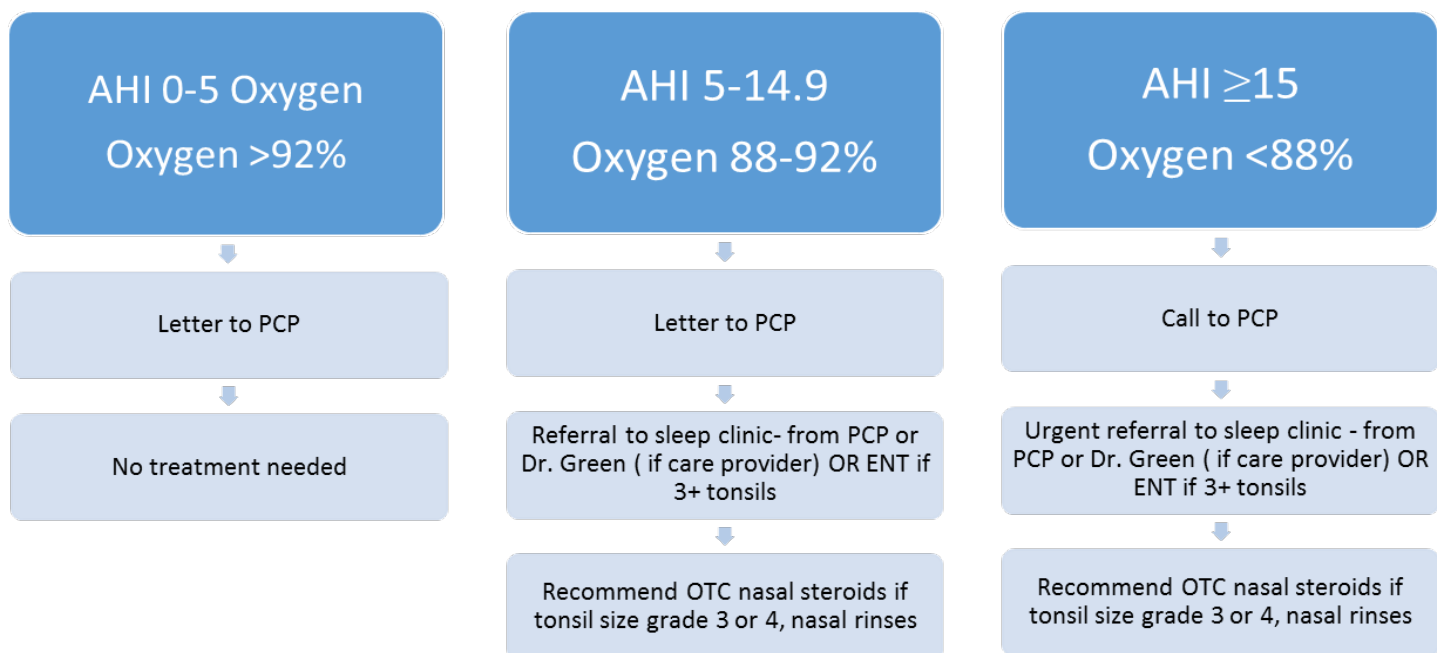 AHI 0-5 Oxygen
Oxygen >92%
Letter to PCP
No treatment needed
AHI 5-14.9
Oxygen 88-92%
Letter to PCP
Referral to sleep clinic- from PCP or
Dr. Green ( if care provider) OR ENT if
3+ tonsils
Recommend OTC nasal steroids if
tonsil size grade 3 or 4, nasal rinses
AHI ≥15
Oxygen <88%
Call to PCP
Urgent referral to sleep clinic - from
PCP or Dr. Green ( if care provider) OR
ENT if 3+ tonsils
Recommend OTC nasal steroids if
tonsil size grade 3 or 4, nasal rinses